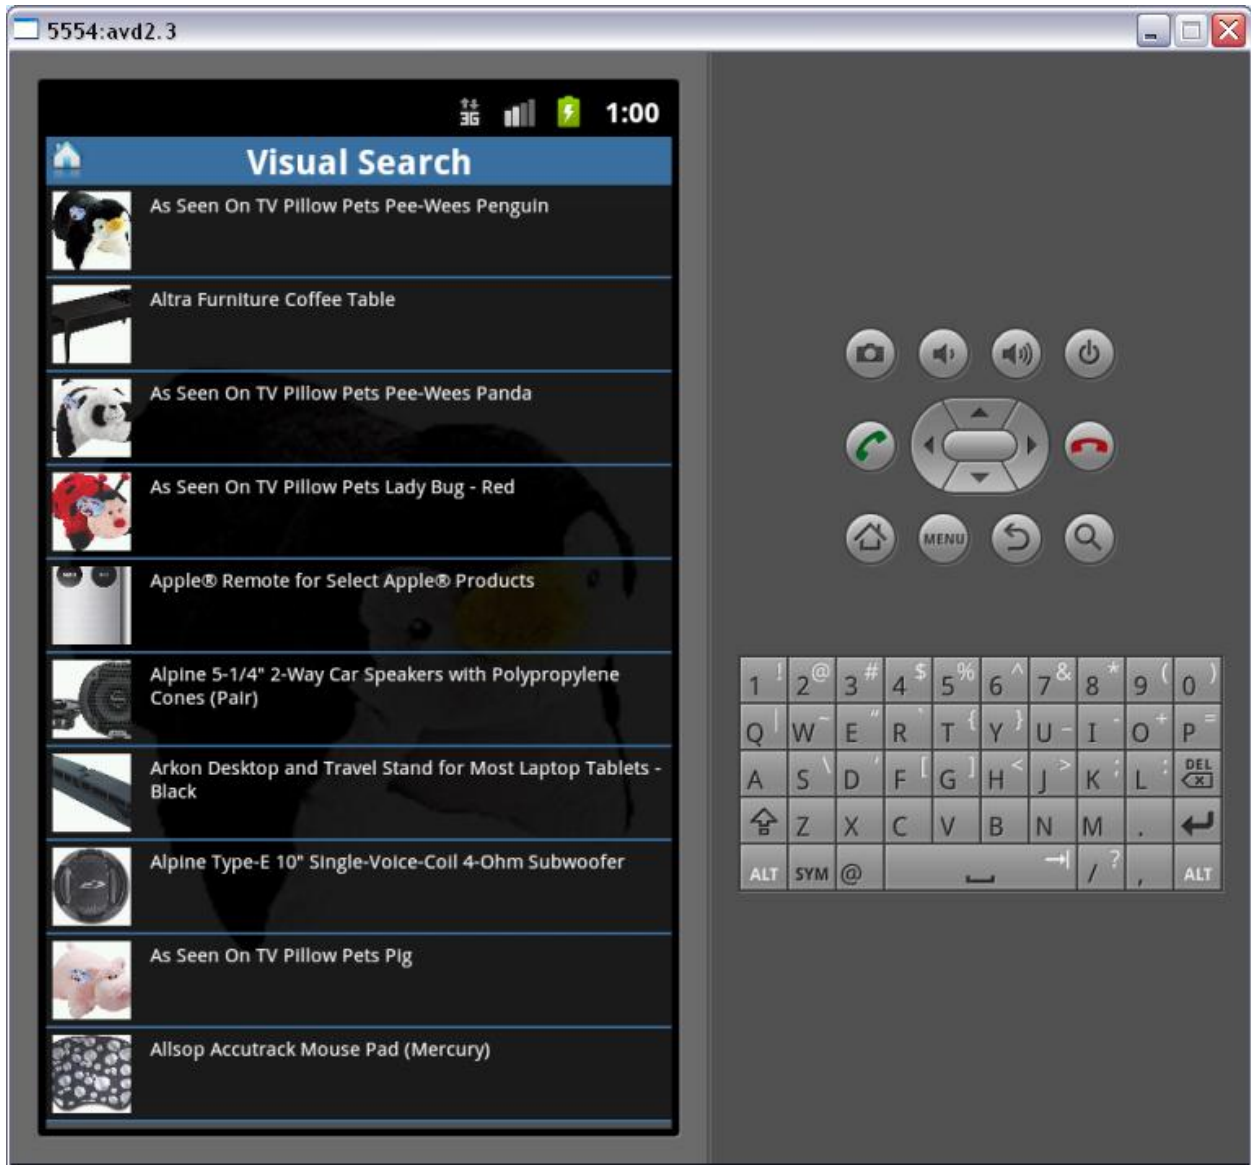 5554:avd2.3
3G 1:00
Visual Search
As Seen On TV Pillow Pets Pee-Wees Penguin
Altra Furniture Coffee Table
As Seen On TV Pillow Pets Pee-Wees Panda
As Seen On TV Pillow Pets Lady Bug - Red
Apple® Remote for Select Apple® Products
Alpine 5-1/4" 2-Way Car Speakers with Polypropylene
Cones (Pair)
Arkon Desktop and Travel Stand for Most Laptop Tablets -
Black
Alpine Type-E 10" Single-Voice-Coil 4-Ohm Subwoofer
As Seen On TV Pillow Pets Pig
Allsop Accutrack Mouse Pad (Mercury)
MENU
1 ! 2 @ 3 # 4 $ 5 % 6 ^ 7 & 8 * 9 ( 0 )
Q | W ~ E " R ` T { Y } U _ I - O + P =
A S \ D ' F [ G ] H < J > K ; L : DEL
Z X C V B N M .
ALT SYM @ / ? , ALT